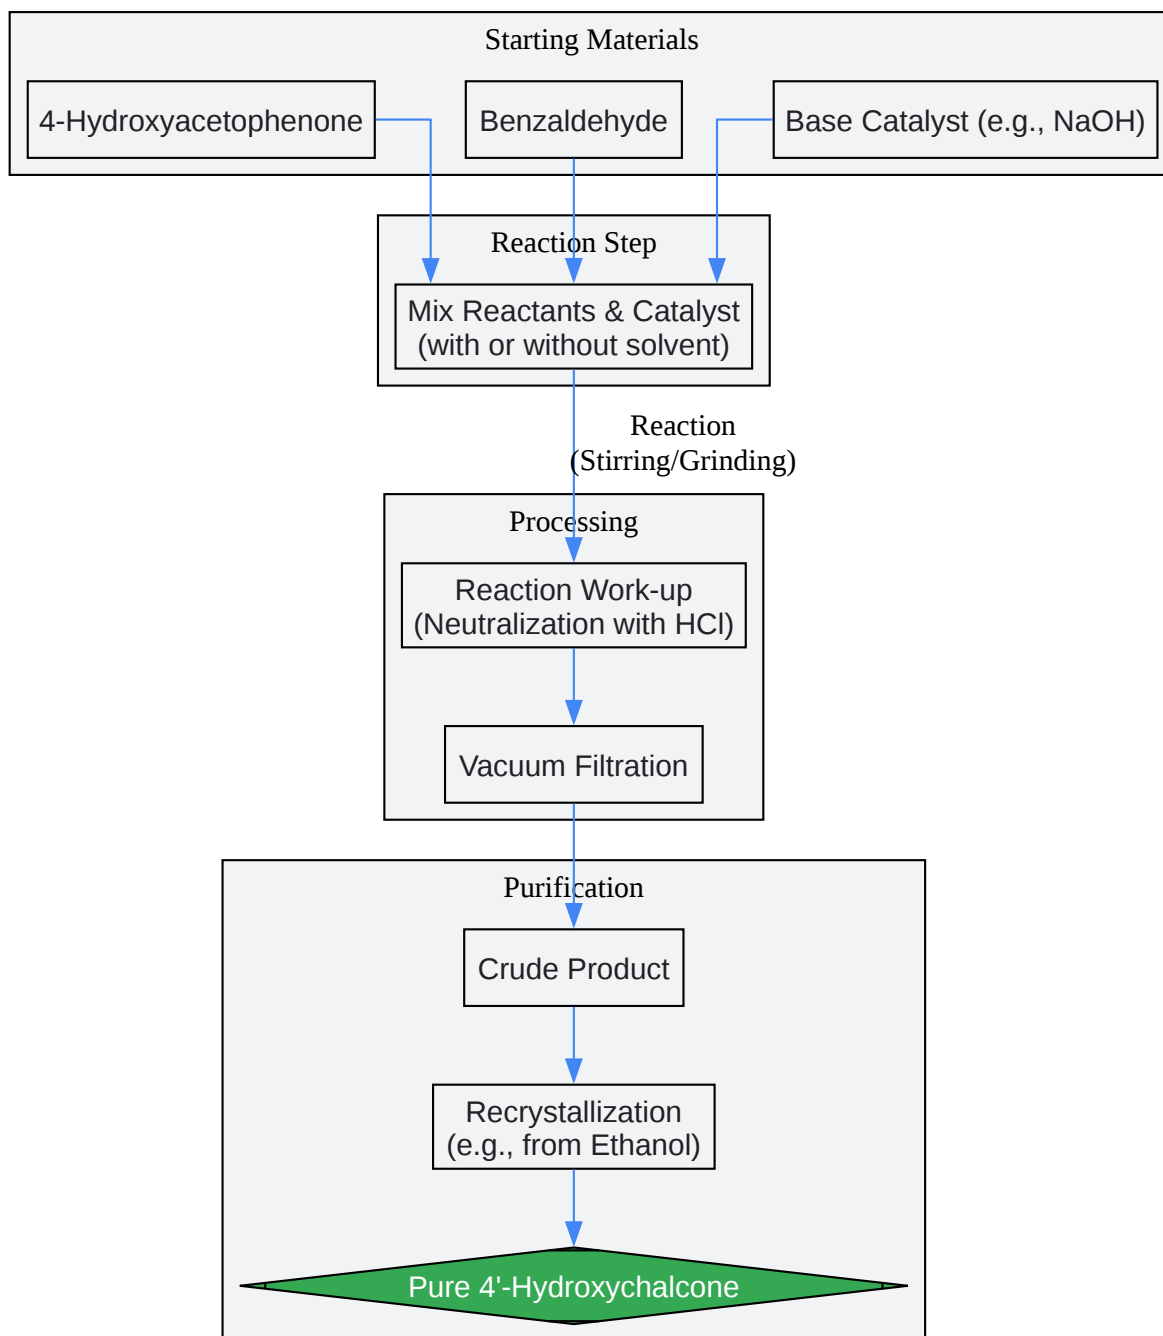 Starting Materials
4-Hydroxyacetophenone
Benzaldehyde
Base Catalyst (e.g., NaOH)
Reaction Step
Mix Reactants & Catalyst
(with or without solvent)
Reaction
(Stirring/Grinding)
Processing
Reaction Work-up
(Neutralization with HCl)
Vacuum Filtration
Purification
Crude Product
Recrystallization
(e.g., from Ethanol)
Pure 4'-Hydroxychalcone